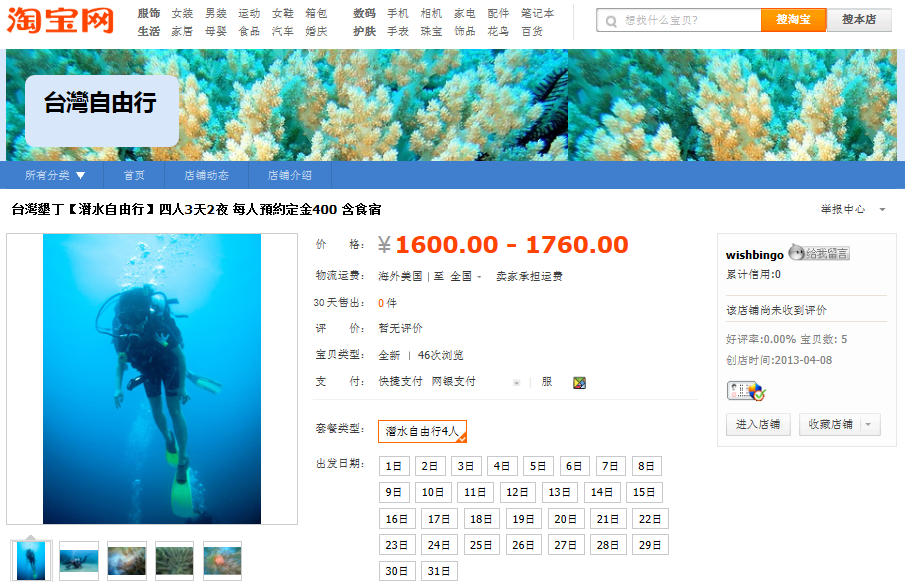 淘宝网
服饰 女装 男装 运动 女鞋 箱包 数码 手机 相机 家电 配件 笔记本
生活 家居 母婴 食品 汽车 婚庆 护肤 手表 珠宝 饰品 花鸟 百货
想找什么宝贝? 搜淘宝 搜本店
台灣自由行
所有分类 首页 店铺动态 店铺介绍
台灣墾丁【潛水自由行】四人3天2夜 每人預約定金400 含食宿
举报中心
价 格: ¥1600.00 - 1760.00
物流运费: 海外美国 | 至 全国 卖家承担运费
30 天售出: 0 件
评 价: 暂无评价
宝贝类型: 全新 | 46次浏览
支 付: 快捷支付 网银支付 服
套餐类型: 潛水自由行4人
出发日期: 1日 2日 3日 4日 5日 6日 7日 8日
9日 10日 11日 12日 13日 14日 15日
16日 17日 18日 19日 20日 21日 22日
23日 24日 25日 26日 27日 28日 29日
30日 31日
wishbingo 给我留言
累计信用:0
该店铺尚未收到评价
好评率:0.00% 宝贝数: 5
创店时间:2013-04-08
进入店铺 收藏店铺